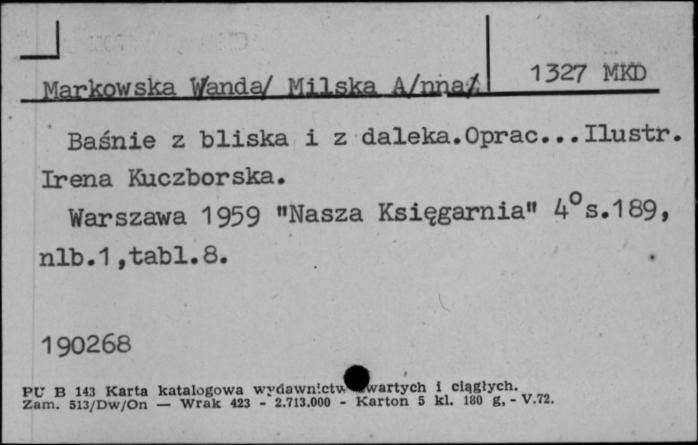 1327 MKD
Markowska Wanda/ Milska A/nna/
Baśnie z bliska i z daleka.Oprac...Ilustr.
Irena Kuczborska.
Warszawa 1959 "Nasza Księgarnia" 4° s.189,
nlb.1,tabl.8.
190268
PU B 143 Karta katalogowa wydawnictw zwartych i ciągłych.
Zam. 513/Dw/On — Wrak 423 - 2.713.000 - Karton 5 kl. 180 g, - V.72.